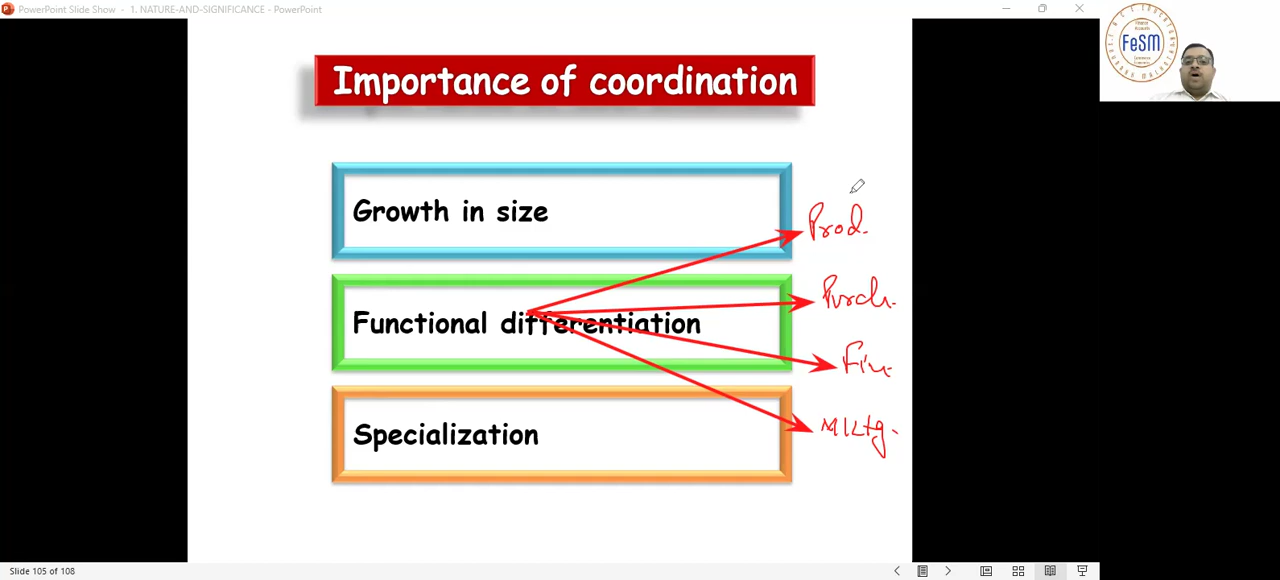 PowerPoint Slide Show - 1. NATURE-AND-SIGNIFICANCE - PowerPoint
FeSM
Importance of coordination
Growth in size
Prod.
Functional differentiation
Purch.
Fin.
Mktg.
Specialization
Slide 105 of 108